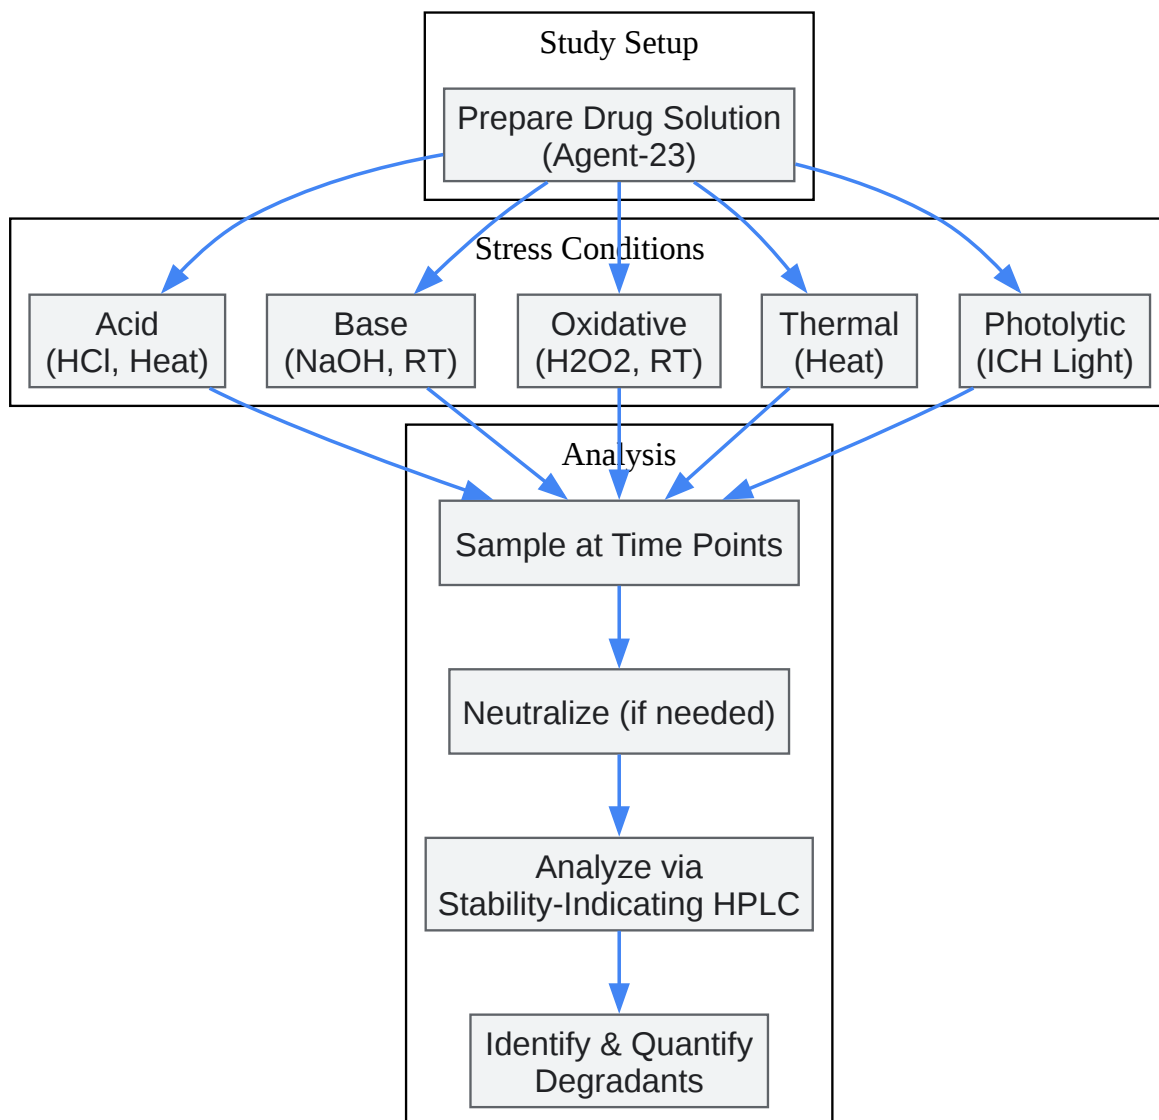 Study Setup
Prepare Drug Solution
(Agent-23)
Stress Conditions
Acid
(HCl, Heat)
Base
(NaOH, RT)
Oxidative
(H2O2, RT)
Thermal
(Heat)
Photolytic
(ICH Light)
Analysis
Sample at Time Points
Neutralize (if needed)
Analyze via
Stability-Indicating HPLC
Identify & Quantify
Degradants